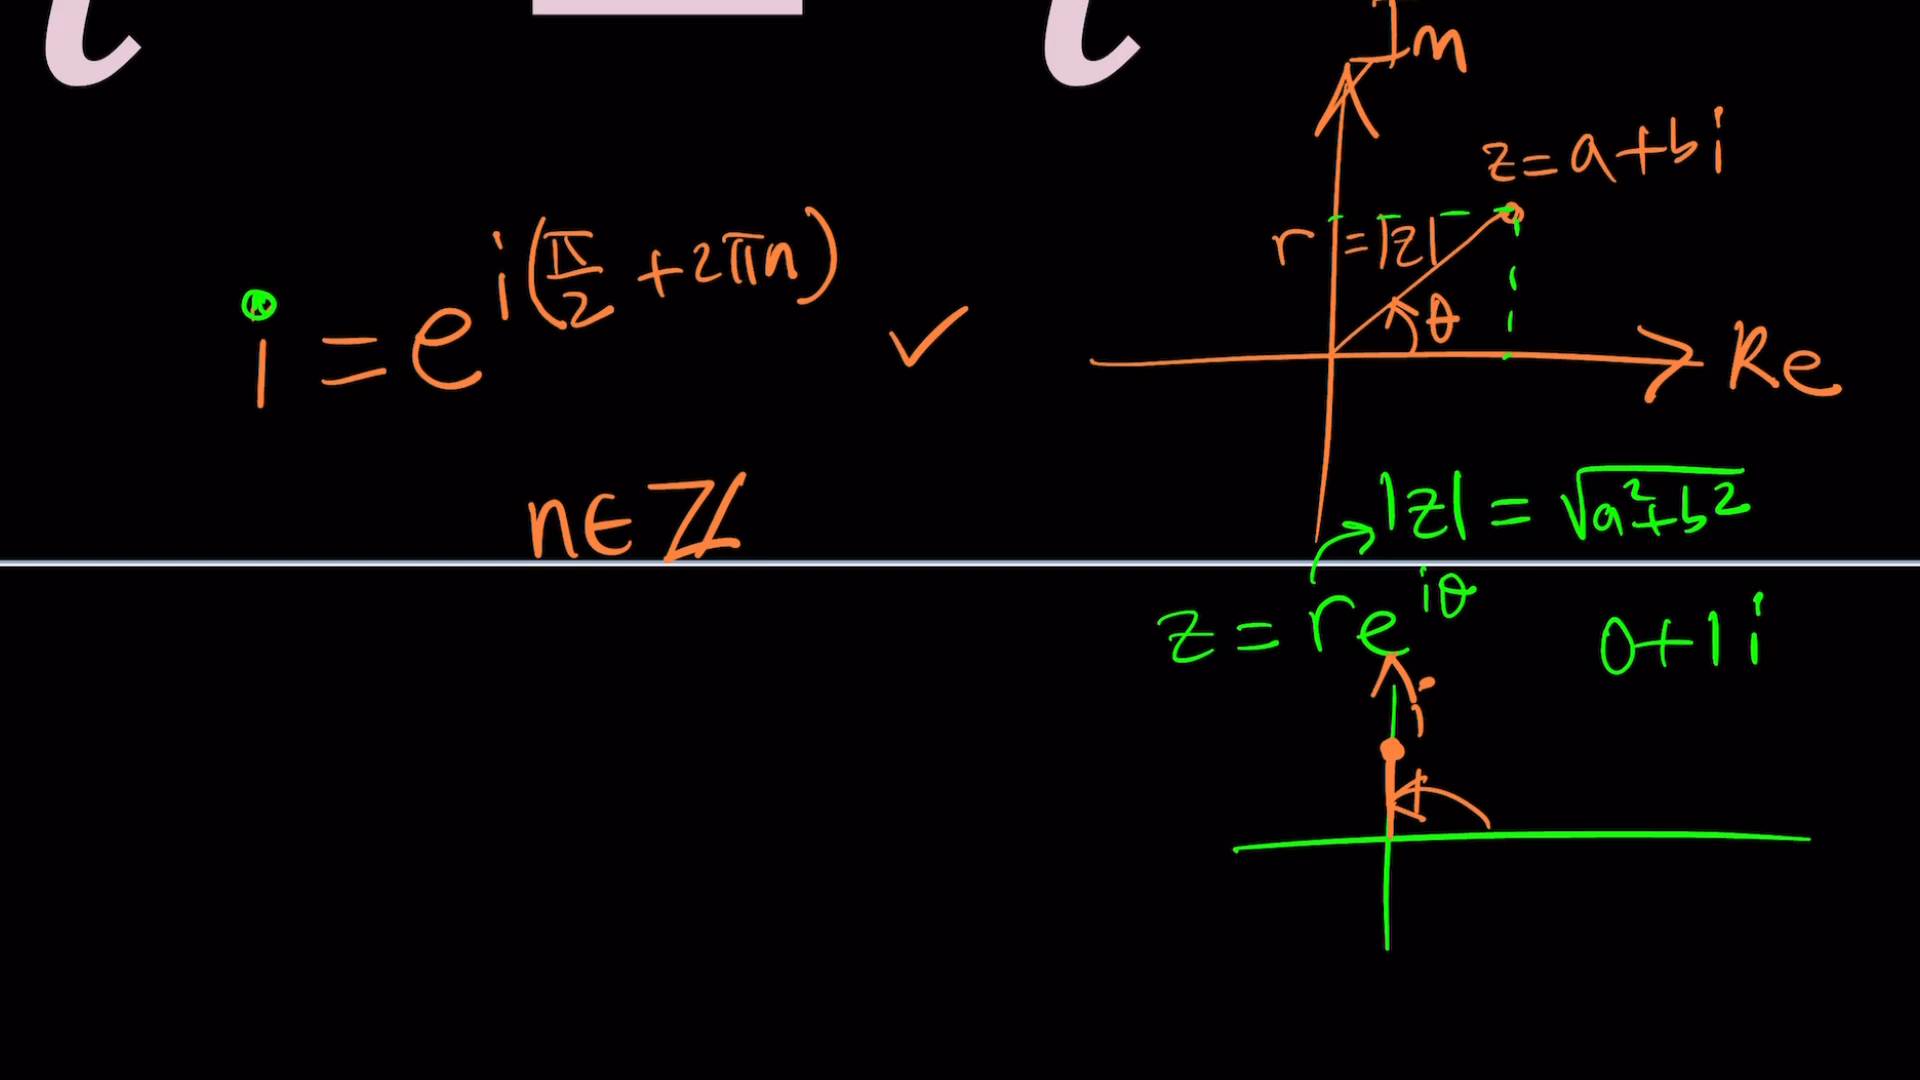 i = i
Im
z=a+bi
r =|z|
θ
Re
i = e^{i(π/2 + 2πn)} ✓
n∈ℤ
|z| = √(a²+b²)
z = re^{iθ}
0+1i
i